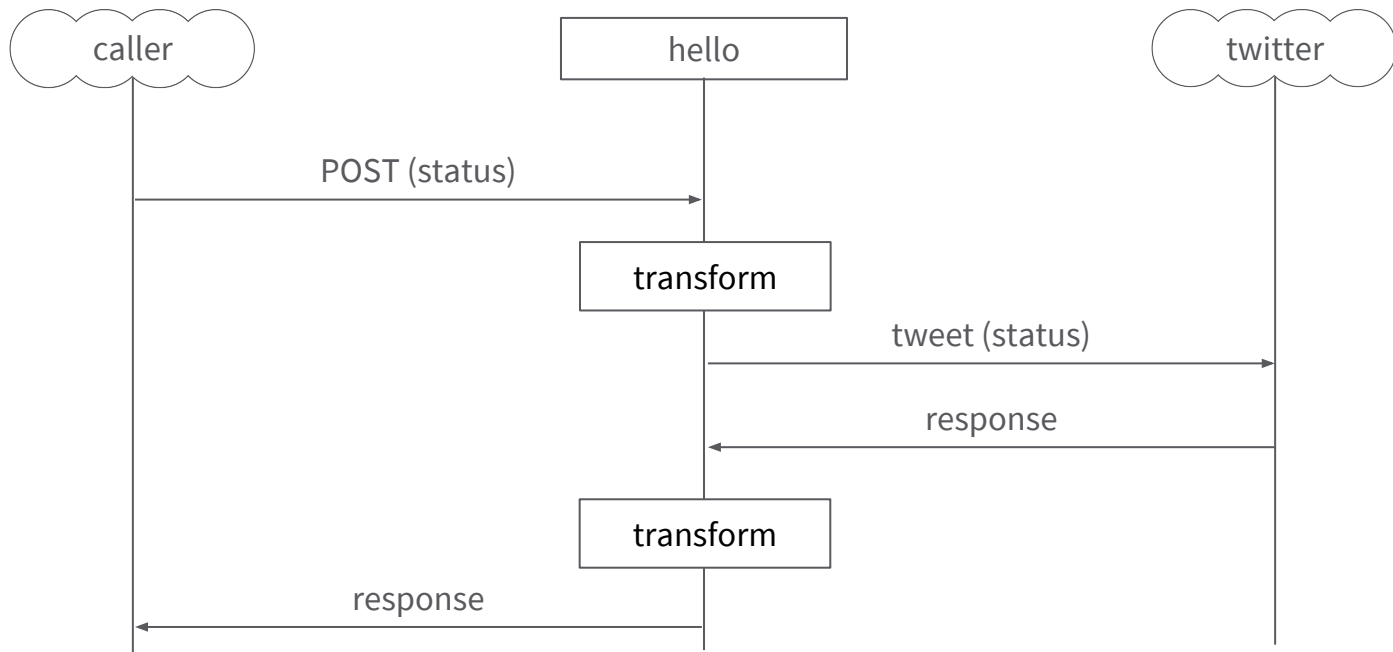 caller
hello
twitter
POST (status)
transform
tweet (status)
response
transform
response